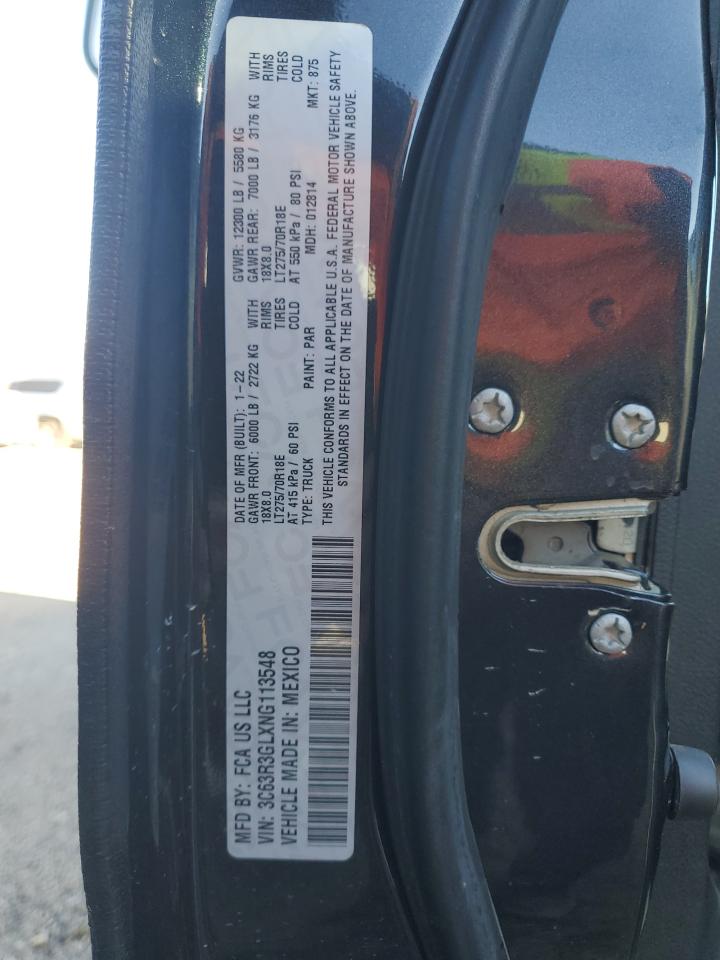 MFD BY: FCA US LLC
VIN: 3C63R3GLXNG113548
VEHICLE MADE IN: MEXICO
DATE OF MFR (BUILT): 1-22
GAWR FRONT: 6000 LB / 2722 KG WITH
18X8.0 RIMS
LT275/70R18E TIRES
AT 415 kPa / 60 PSI COLD
TYPE: TRUCK PAINT: PAR
GVWR: 12300 LB / 5580 KG
GAWR REAR: 7000 LB / 3176 KG WITH
18X8.0 RIMS
LT275/70R18E TIRES
AT 550 kPa / 80 PSI COLD
MDH: 012814 MKT: 875
THIS VEHICLE CONFORMS TO ALL APPLICABLE U.S.A. FEDERAL MOTOR VEHICLE SAFETY
STANDARDS IN EFFECT ON THE DATE OF MANUFACTURE SHOWN ABOVE.